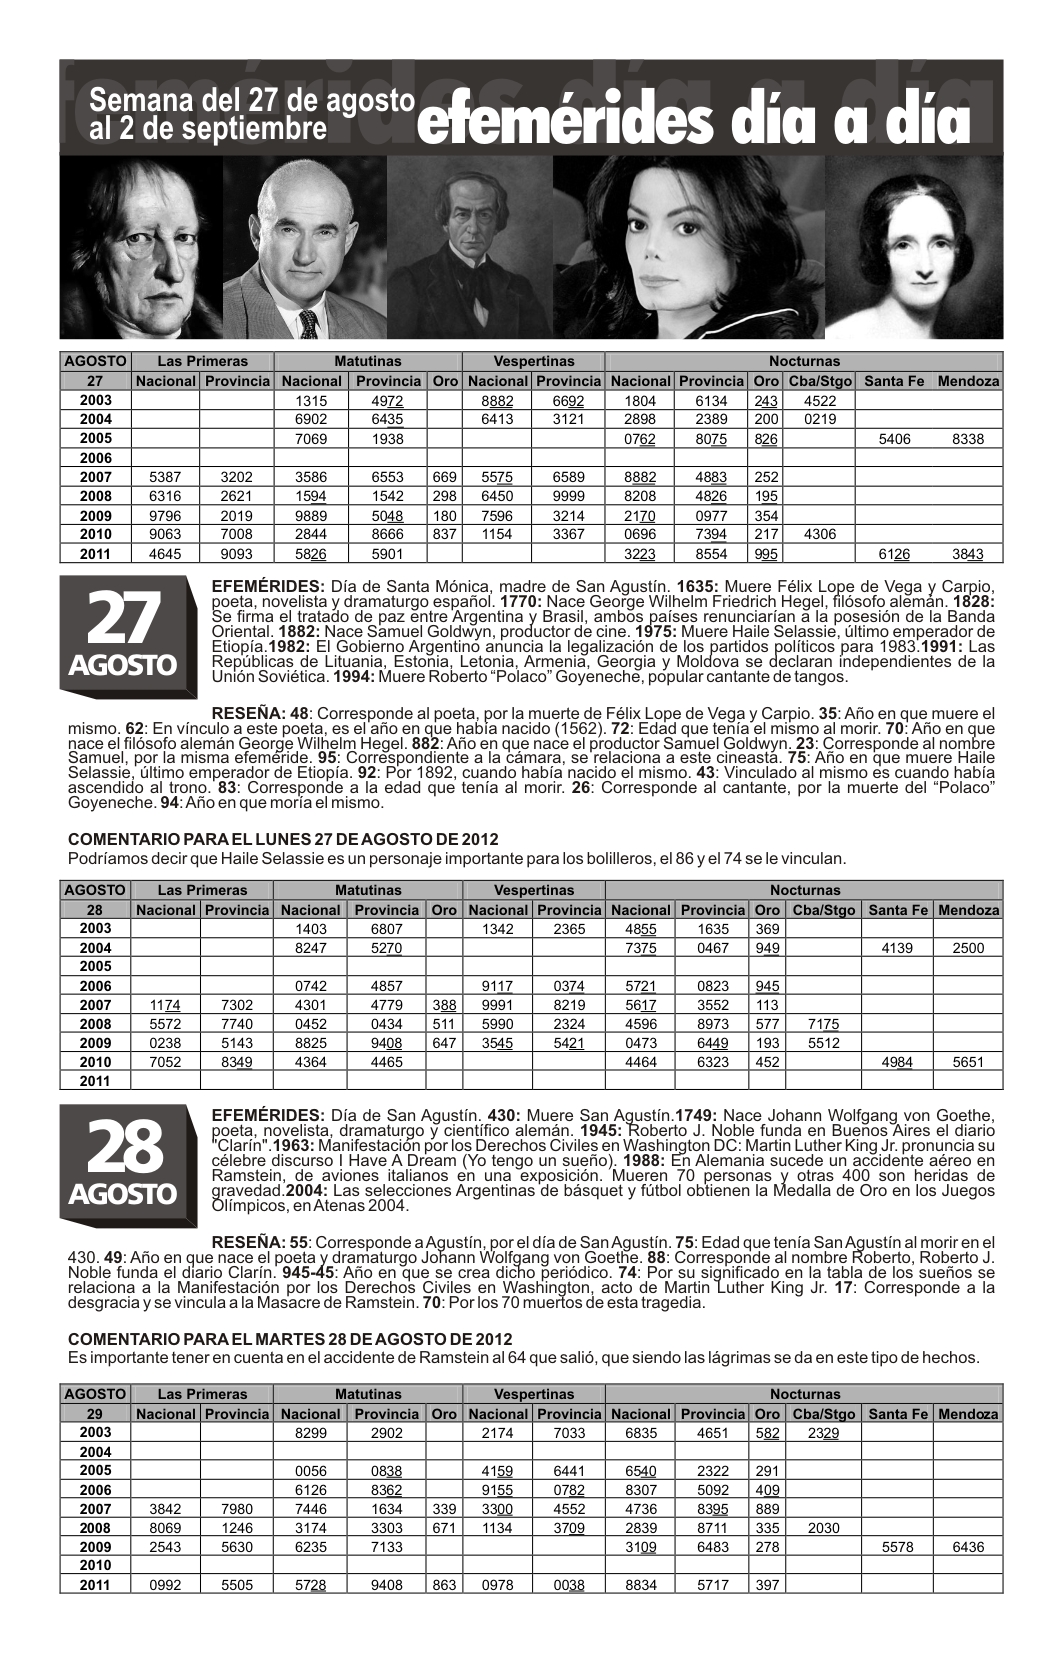 Semana del 27 de agosto
al 2 de septiembre
efemérides día a día
AGOSTO Las Primeras Matutinas Vespertinas Nocturnas
27 Nacional Provincia Nacional Provincia Oro Nacional Provincia Nacional Provincia Oro Cba/Stgo Santa Fe Mendoza
2003 1315 4972 8882 6692 1804 6134 243 4522
2004 6902 6435 6413 3121 2898 2389 200 0219
2005 7069 1938 0762 8075 826 5406 8338
2006
2007 5387 3202 3586 6553 669 5575 6589 8882 4883 252
2008 6316 2621 1594 1542 298 6450 9999 8208 4826 195
2009 9796 2019 9889 5048 180 7596 3214 2170 0977 354
2010 9063 7008 2844 8666 837 1154 3367 0696 7394 217 4306
2011 4645 9093 5826 5901 3223 8554 995 6126 3843
27
AGOSTO
EFEMÉRIDES: Día de Santa Mónica, madre de San Agustín. 1635: Muere Félix Lope de Vega y Carpio,
poeta, novelista y dramaturgo español. 1770: Nace George Wilhelm Friedrich Hegel, filósofo alemán. 1828:
Se firma el tratado de paz entre Argentina y Brasil, ambos países renunciarían a la posesión de la Banda
Oriental. 1882: Nace Samuel Goldwyn, productor de cine. 1975: Muere Haile Selassie, último emperador de
Etiopía.1982: El Gobierno Argentino anuncia la legalización de los partidos políticos para 1983.1991: Las
Repúblicas de Lituania, Estonia, Letonia, Armenia, Georgia y Moldova se declaran independientes de la
Unión Soviética. 1994: Muere Roberto “Polaco” Goyeneche, popular cantante de tangos.
RESEÑA: 48: Corresponde al poeta, por la muerte de Félix Lope de Vega y Carpio. 35: Año en que muere el
mismo. 62: En vínculo a este poeta, es el año en que había nacido (1562). 72: Edad que tenía el mismo al morir. 70: Año en que
nace el filósofo alemán George Wilhelm Hegel. 882: Año en que nace el productor Samuel Goldwyn. 23: Corresponde al nombre
Samuel, por la misma efeméride. 95: Correspondiente a la cámara, se relaciona a este cineasta. 75: Año en que muere Haile
Selassie, último emperador de Etiopía. 92: Por 1892, cuando había nacido el mismo. 43: Vinculado al mismo es cuando había
ascendido al trono. 83: Corresponde a la edad que tenía al morir. 26: Corresponde al cantante, por la muerte del “Polaco”
Goyeneche. 94: Año en que moría el mismo.
COMENTARIO PARA EL LUNES 27 DE AGOSTO DE 2012
Podríamos decir que Haile Selassie es un personaje importante para los bolilleros, el 86 y el 74 se le vinculan.
AGOSTO Las Primeras Matutinas Vespertinas Nocturnas
28 Nacional Provincia Nacional Provincia Oro Nacional Provincia Nacional Provincia Oro Cba/Stgo Santa Fe Mendoza
2003 1403 6807 1342 2365 4855 1635 369
2004 8247 5270 7375 0467 949 4139 2500
2005
2006 0742 4857 9117 0374 5721 0823 945
2007 1174 7302 4301 4779 388 9991 8219 5617 3552 113
2008 5572 7740 0452 0434 511 5990 2324 4596 8973 577 7175
2009 0238 5143 8825 9408 647 3545 5421 0473 6449 193 5512
2010 7052 8349 4364 4465 4464 6323 452 4984 5651
2011
28
AGOSTO
EFEMÉRIDES: Día de San Agustín. 430: Muere San Agustín.1749: Nace Johann Wolfgang von Goethe,
poeta, novelista, dramaturgo y científico alemán. 1945: Roberto J. Noble funda en Buenos Aires el diario
"Clarín".1963: Manifestación por los Derechos Civiles en Washington DC: Martin Luther King Jr. pronuncia su
célebre discurso I Have A Dream (Yo tengo un sueño). 1988: En Alemania sucede un accidente aéreo en
Ramstein, de aviones italianos en una exposición. Mueren 70 personas y otras 400 son heridas de
gravedad.2004: Las selecciones Argentinas de básquet y fútbol obtienen la Medalla de Oro en los Juegos
Olímpicos, en Atenas 2004.
RESEÑA: 55: Corresponde a Agustín, por el día de San Agustín. 75: Edad que tenía San Agustín al morir en el
430. 49: Año en que nace el poeta y dramaturgo Johann Wolfgang von Goethe. 88: Corresponde al nombre Roberto, Roberto J.
Noble funda el diario Clarín. 945-45: Año en que se crea dicho periódico. 74: Por su significado en la tabla de los sueños se
relaciona a la Manifestación por los Derechos Civiles en Washington, acto de Martin Luther King Jr. 17: Corresponde a la
desgracia y se vincula a la Masacre de Ramstein. 70: Por los 70 muertos de esta tragedia.
COMENTARIO PARA EL MARTES 28 DE AGOSTO DE 2012
Es importante tener en cuenta en el accidente de Ramstein al 64 que salió, que siendo las lágrimas se da en este tipo de hechos.
AGOSTO Las Primeras Matutinas Vespertinas Nocturnas
29 Nacional Provincia Nacional Provincia Oro Nacional Provincia Nacional Provincia Oro Cba/Stgo Santa Fe Mendoza
2003 8299 2902 2174 7033 6835 4651 582 2329
2004
2005 0056 0838 4159 6441 6540 2322 291
2006 6126 8362 9155 0782 8307 5092 409
2007 3842 7980 7446 1634 339 3300 4552 4736 8395 889
2008 8069 1246 3174 3303 671 1134 3709 2839 8711 335 2030
2009 2543 5630 6235 7133 3109 6483 278 5578 6436
2010
2011 0992 5505 5728 9408 863 0978 0038 8834 5717 397